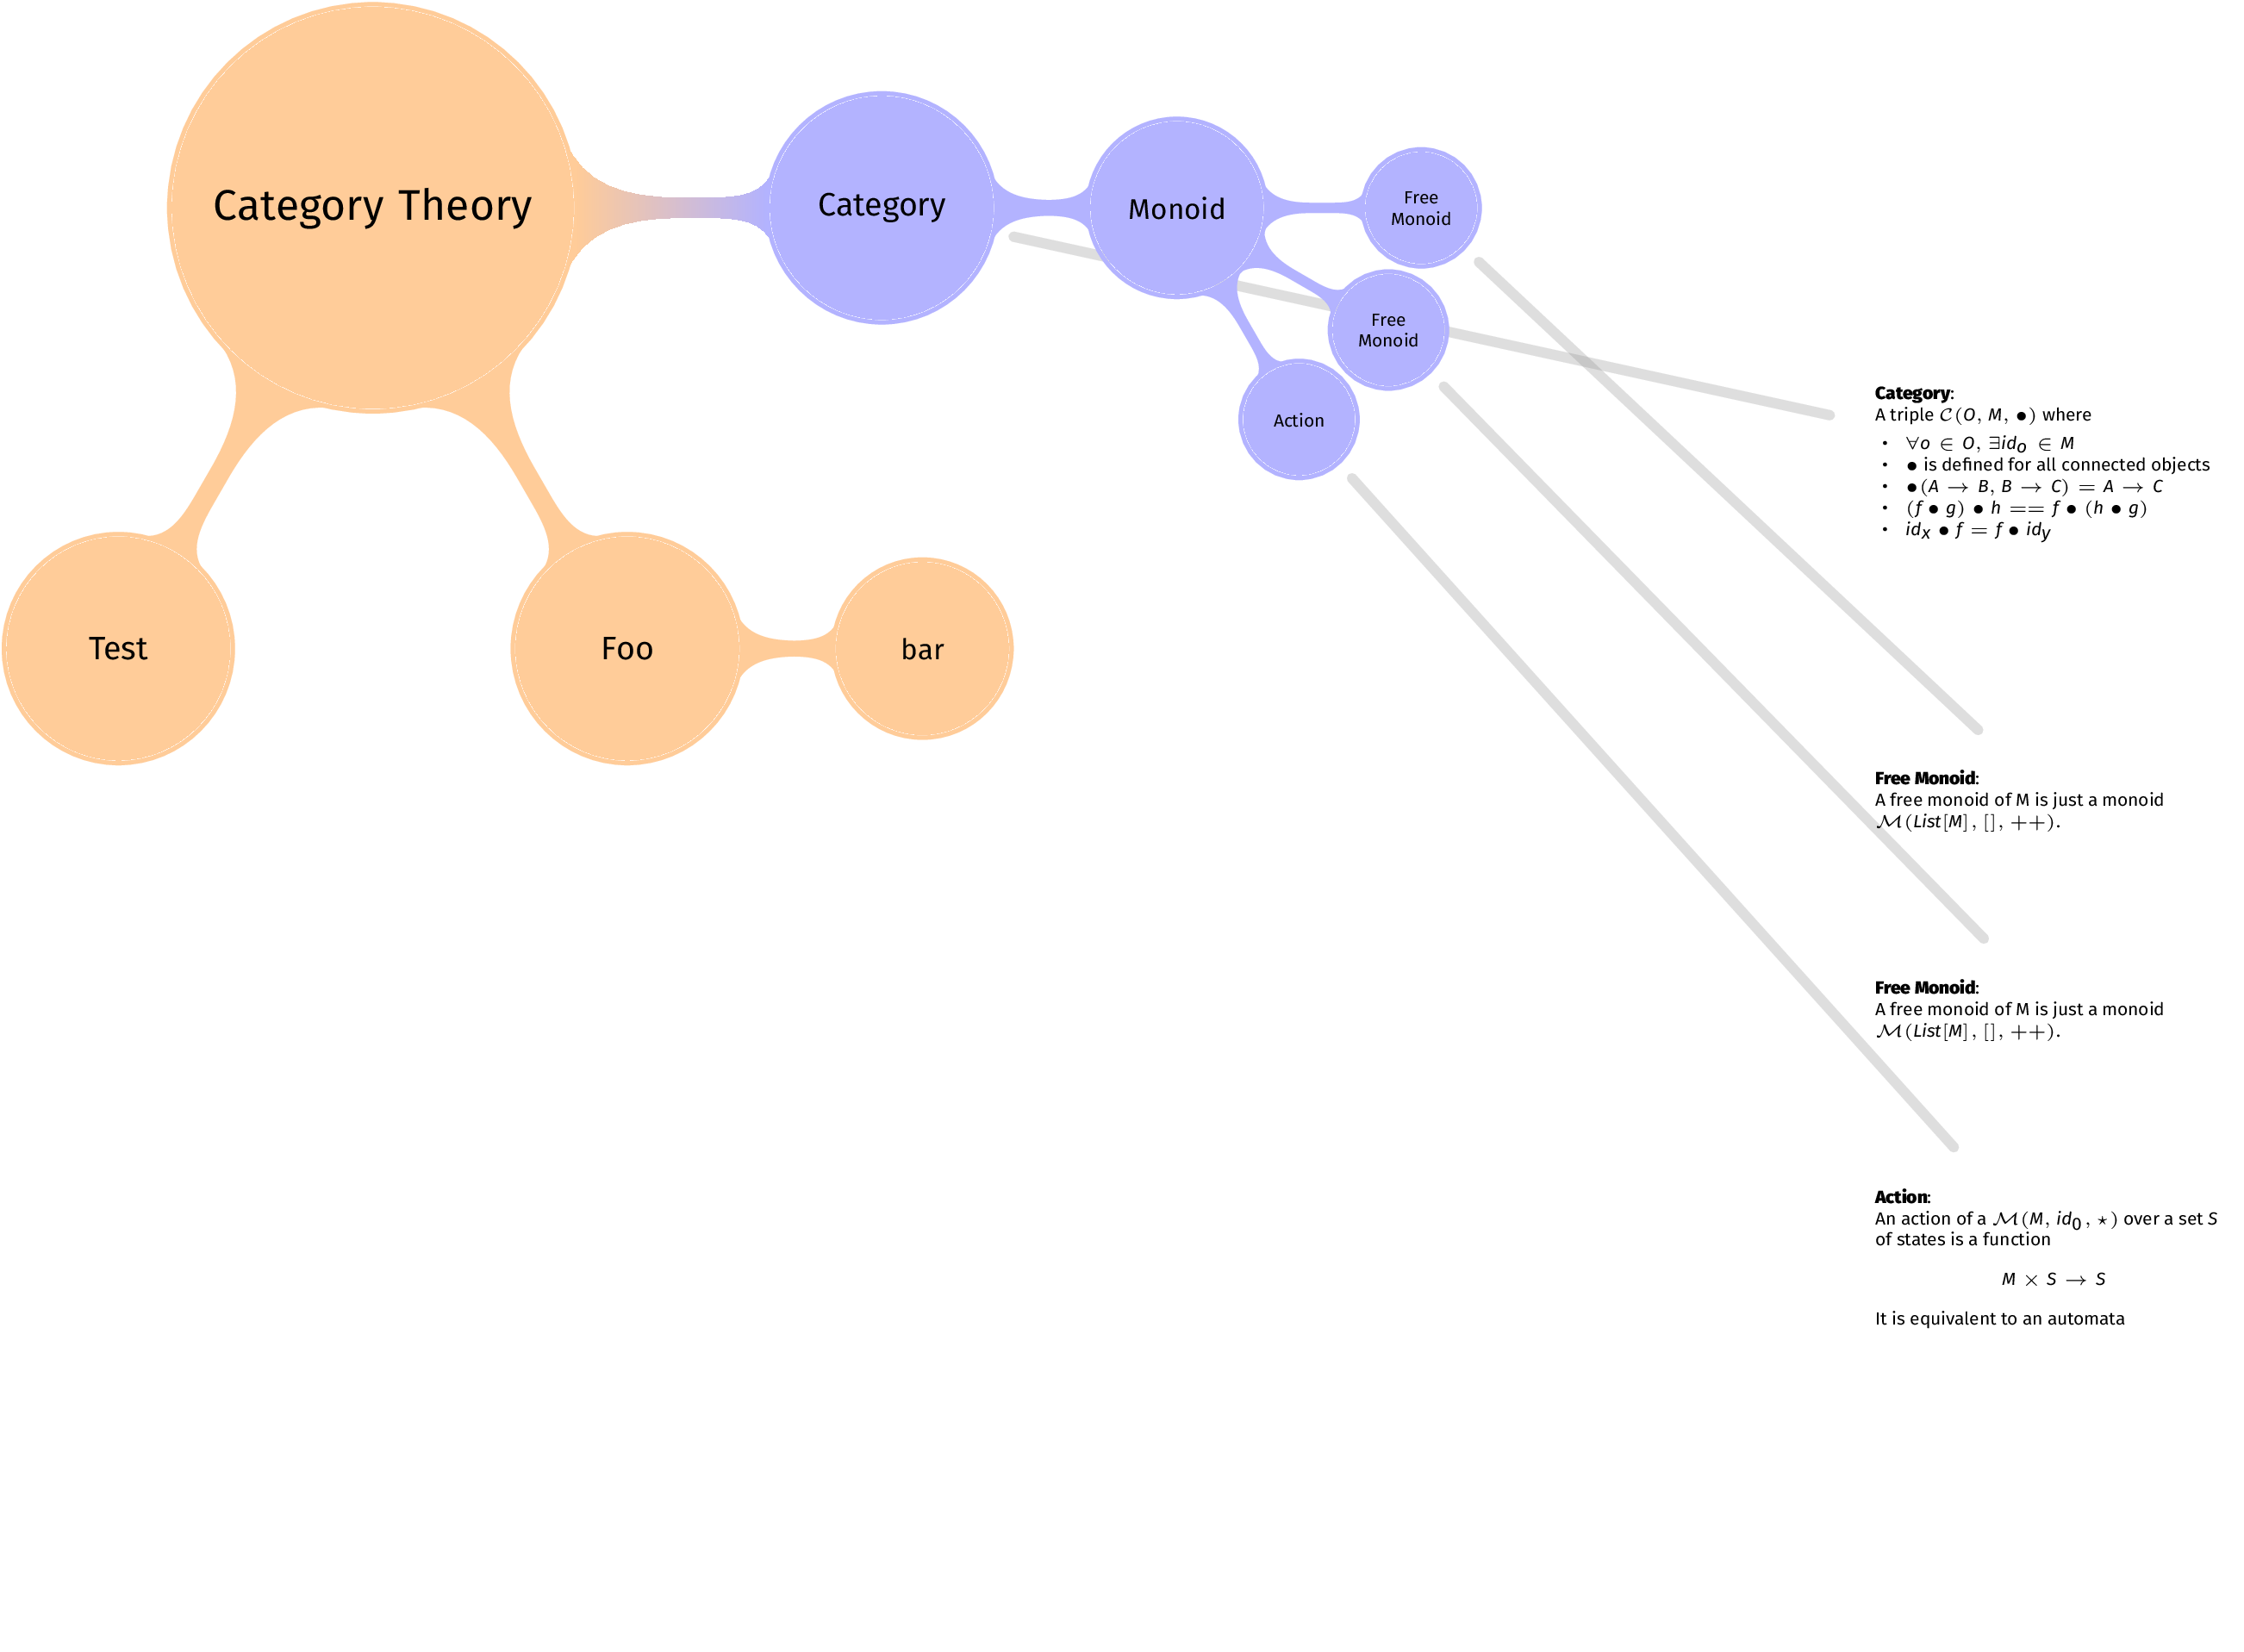 Category Theory
Category
Monoid
Free
Monoid
Free
Monoid
Action
Test
Foo
bar
Category:
A triple 𝒞(O, M, •) where
• ∀o ∈ O, ∃id_o ∈ M
• • is defined for all connected objects
• •(A → B, B → C) = A → C
• (f • g) • h == f • (h • g)
• id_x • f = f • id_y
Free Monoid:
A free monoid of M is just a monoid
ℳ(List[M], [], ++).
Free Monoid:
A free monoid of M is just a monoid
ℳ(List[M], [], ++).
Action:
An action of a ℳ(M, id_0, ⋆) over a set S
of states is a function
M × S → S
It is equivalent to an automata